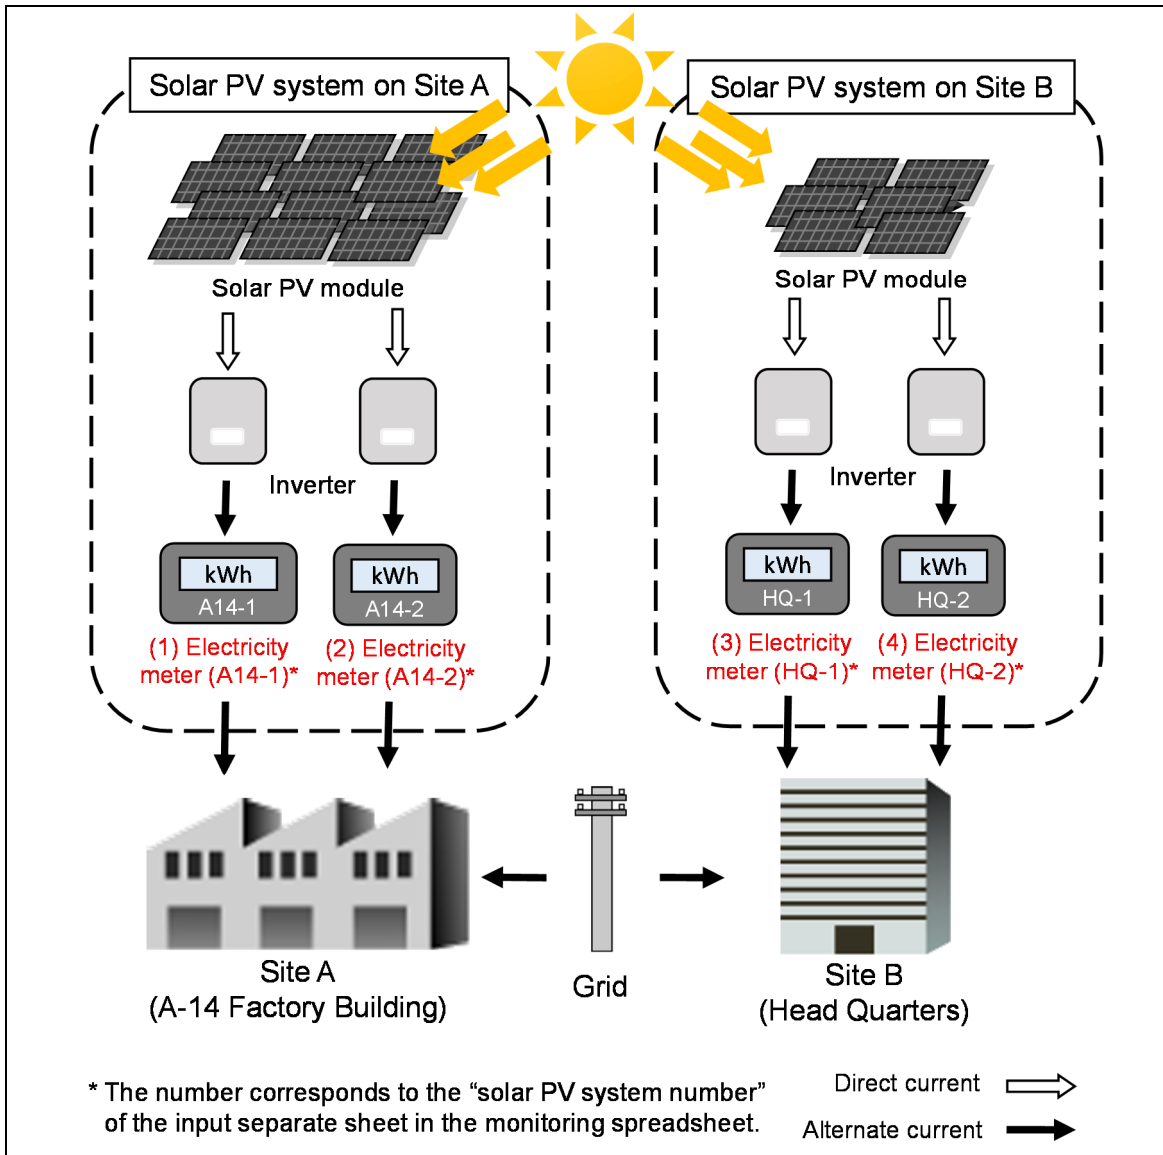 Solar PV system on Site A
Solar PV system on Site B
Solar PV module
Solar PV module
Inverter
Inverter
kWh
A14-1
kWh
A14-2
kWh
HQ-1
kWh
HQ-2
(1) Electricity
meter (A14-1)*
(2) Electricity
meter (A14-2)*
(3) Electricity
meter (HQ-1)*
(4) Electricity
meter (HQ-2)*
Site A
(A-14 Factory Building)
Grid
Site B
(Head Quarters)
* The number corresponds to the “solar PV system number”
of the input separate sheet in the monitoring spreadsheet.
Direct current
Alternate current